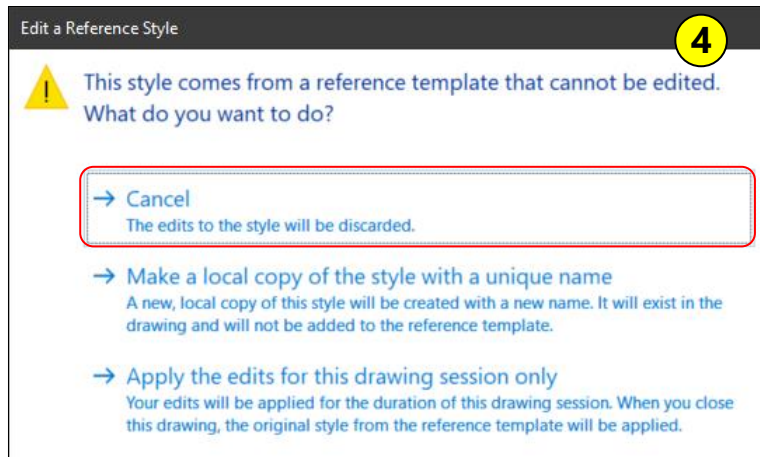 Edit a Reference Style
4
This style comes from a reference template that cannot be edited.
What do you want to do?
→ Cancel
The edits to the style will be discarded.
→ Make a local copy of the style with a unique name
A new, local copy of this style will be created with a new name. It will exist in the
drawing and will not be added to the reference template.
→ Apply the edits for this drawing session only
Your edits will be applied for the duration of this drawing session. When you close
this drawing, the original style from the reference template will be applied.